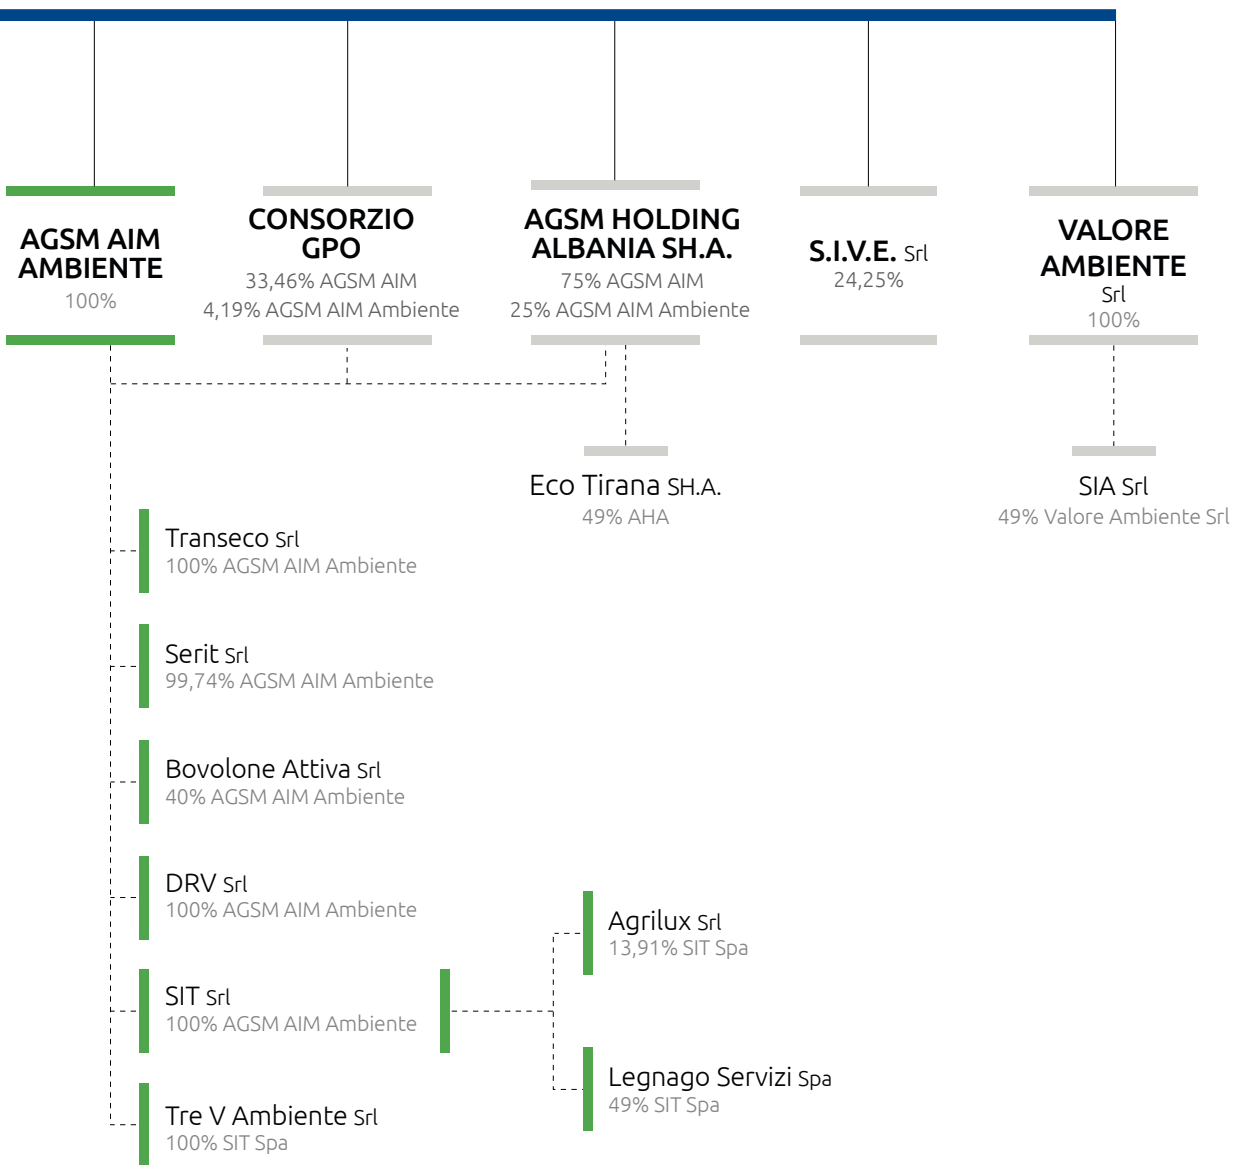 AGSM AIM
AMBIENTE
100%
CONSORZIO
GPO
33,46% AGSM AIM
4,19% AGSM AIM Ambiente
AGSM HOLDING
ALBANIA SH.A.
75% AGSM AIM
25% AGSM AIM Ambiente
S.I.V.E. Srl
24,25%
VALORE
AMBIENTE
Srl
100%
Eco Tirana SH.A.
49% AHA
SIA Srl
49% Valore Ambiente Srl
Transeco Srl
100% AGSM AIM Ambiente
Serit Srl
99,74% AGSM AIM Ambiente
Bovolone Attiva Srl
40% AGSM AIM Ambiente
DRV Srl
100% AGSM AIM Ambiente
SIT Srl
100% AGSM AIM Ambiente
Tre V Ambiente Srl
100% SIT Spa
Agrilux Srl
13,91% SIT Spa
Legnago Servizi Spa
49% SIT Spa